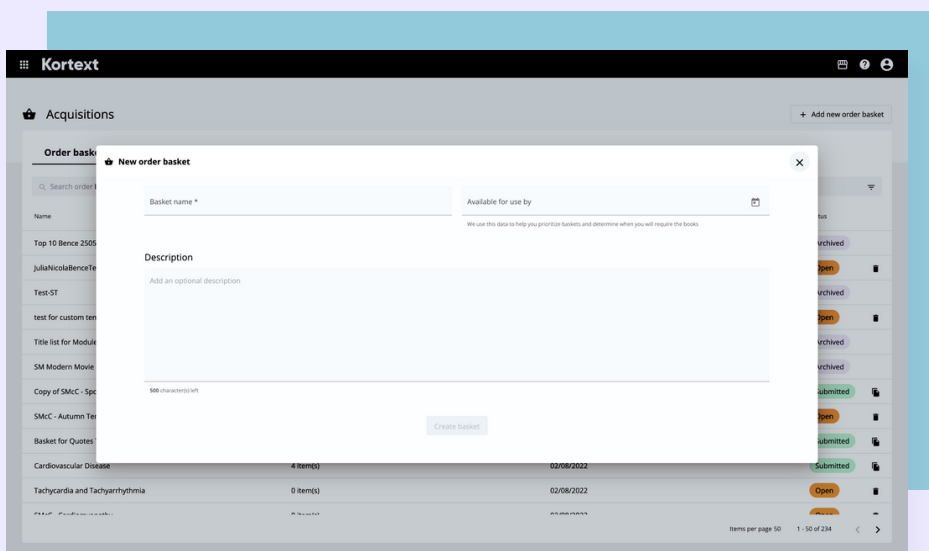 Kortext
Acquisitions
+ Add new order basket
Order bask
New order basket
Search order
Basket name *
Available for use by
We use this data to help you prioritize baskets and determine when you will require the books
Name
tus
Top 10 Bence 2505
Archived
Description
JuliaNicolaBenceTe
Open
Add an optional description
Test-ST
Archived
test for custom ten
Open
Title list for Module
Archived
SM Modern Movie
Archived
Copy of SMcC - Spo
500 character(s) left
Submitted
SMcC - Autumn Ter
Open
Create basket
Basket for Quotes
Submitted
Cardiovascular Disease 4 item(s) 02/08/2022 Submitted
Tachycardia and Tachyarrhythmia 0 item(s) 02/08/2022 Open
Items per page 50 1 - 50 of 234